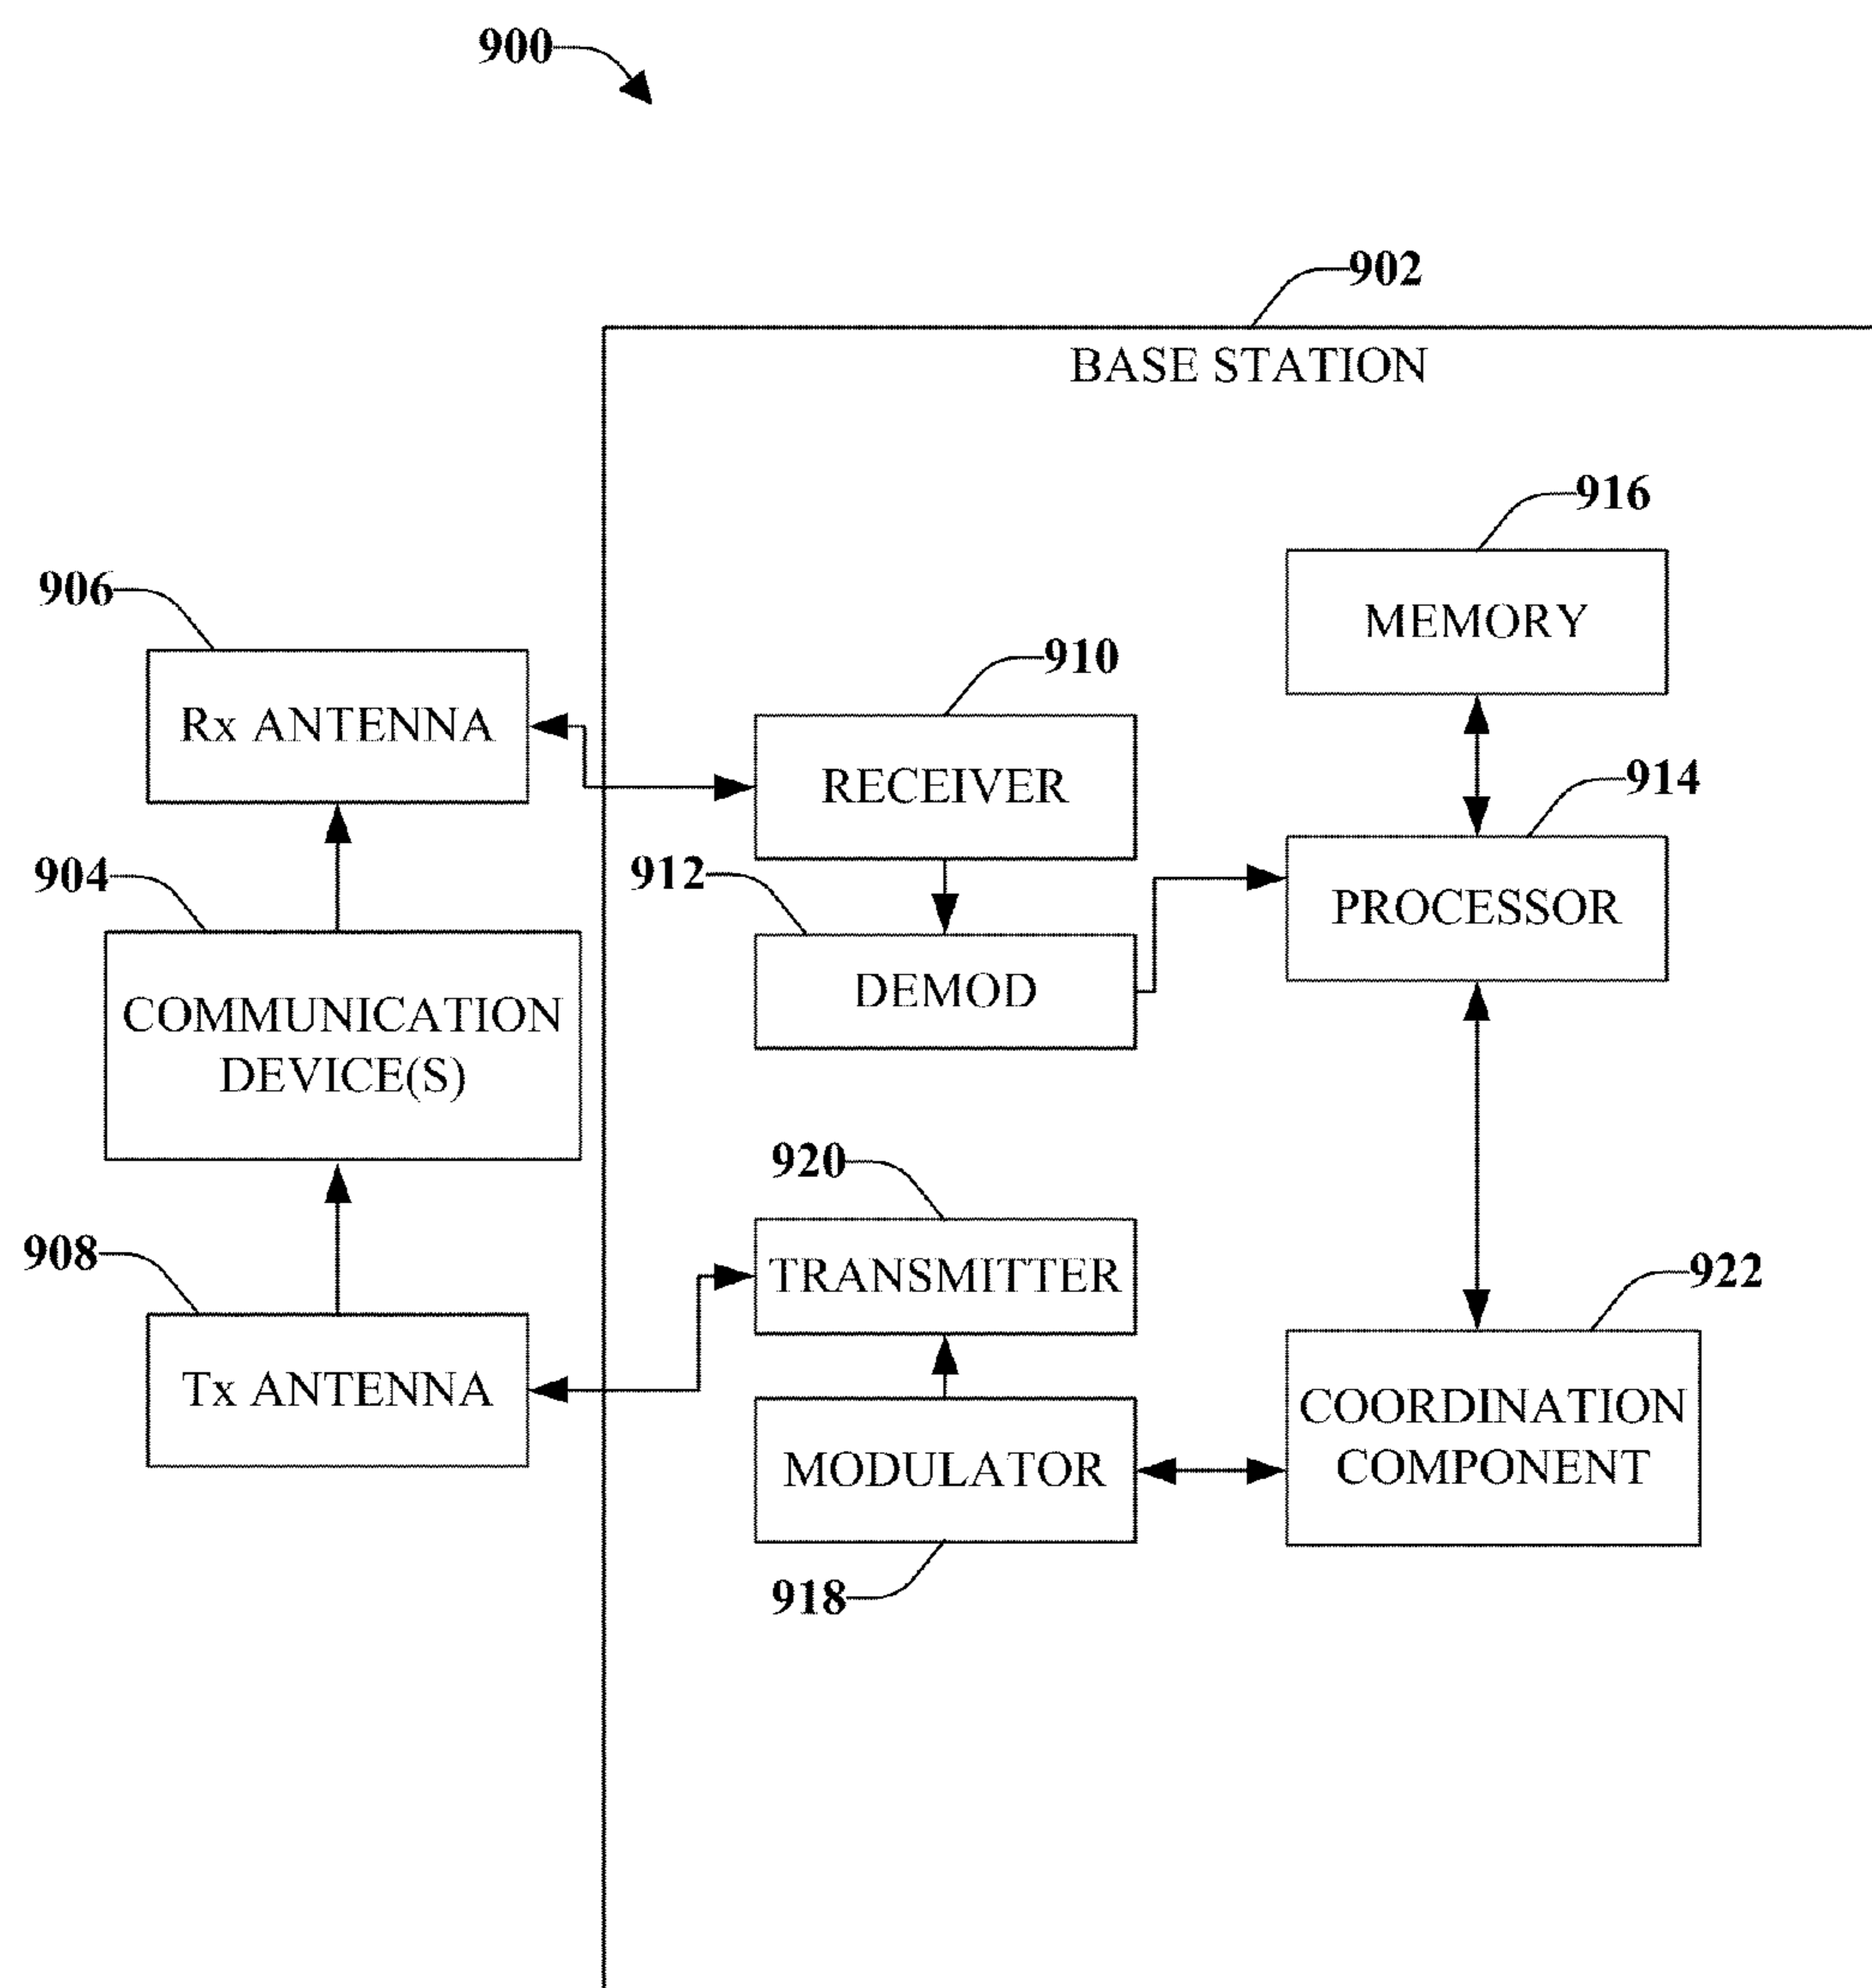 900
902
BASE STATION
916
MEMORY
906
Rx ANTENNA
910
RECEIVER
914
PROCESSOR
904
912
DEMOD
COMMUNICATION
DEVICE(S)
920
TRANSMITTER
908
Tx ANTENNA
922
COORDINATION
COMPONENT
MODULATOR
918